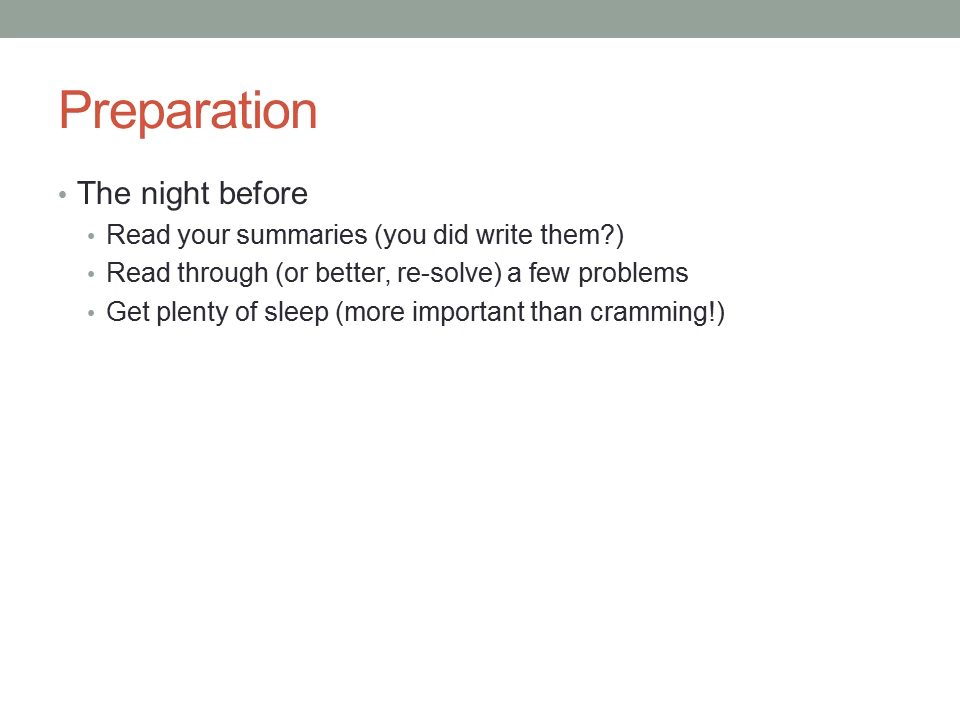 Preparation
• The night before
• Read your summaries (you did write them?)
• Read through (or better, re-solve) a few problems
• Get plenty of sleep (more important than cramming!)